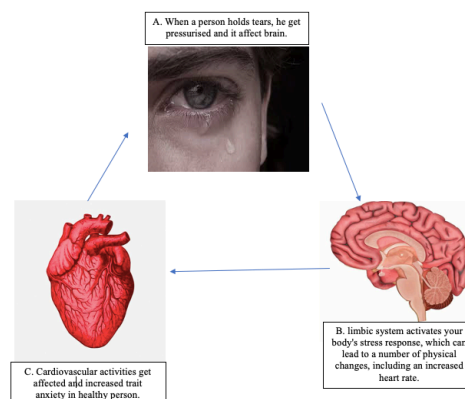 A. When a person holds tears, he get
pressurised and it affect brain.
B. limbic system activates your
body's stress response, which can
lead to a number of physical
changes, including an increased
heart rate.
C. Cardiovascular activities get
affected and increased trait
anxiety in healthy person.